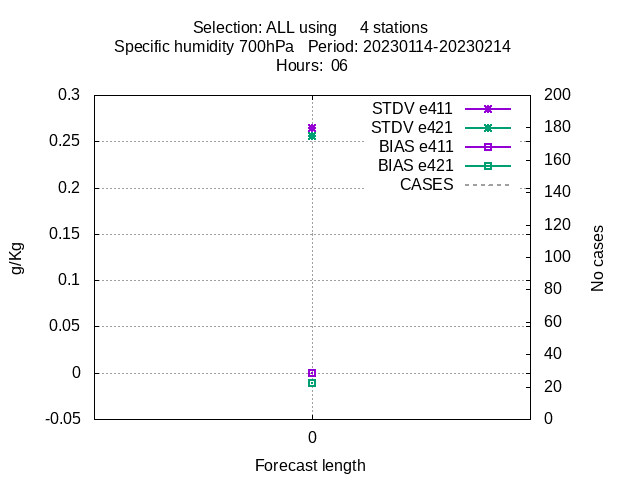 Selection: ALL using     4 stations
Specific humidity 700hPa   Period: 20230114-20230214
Hours:  06
0.3
0.25
0.2
0.15
0.1
0.05
0
-0.05
g/Kg
STDV e411
STDV e421
BIAS e411
BIAS e421
CASES
200
180
160
140
120
100
80
60
40
20
0
No cases
0
Forecast length